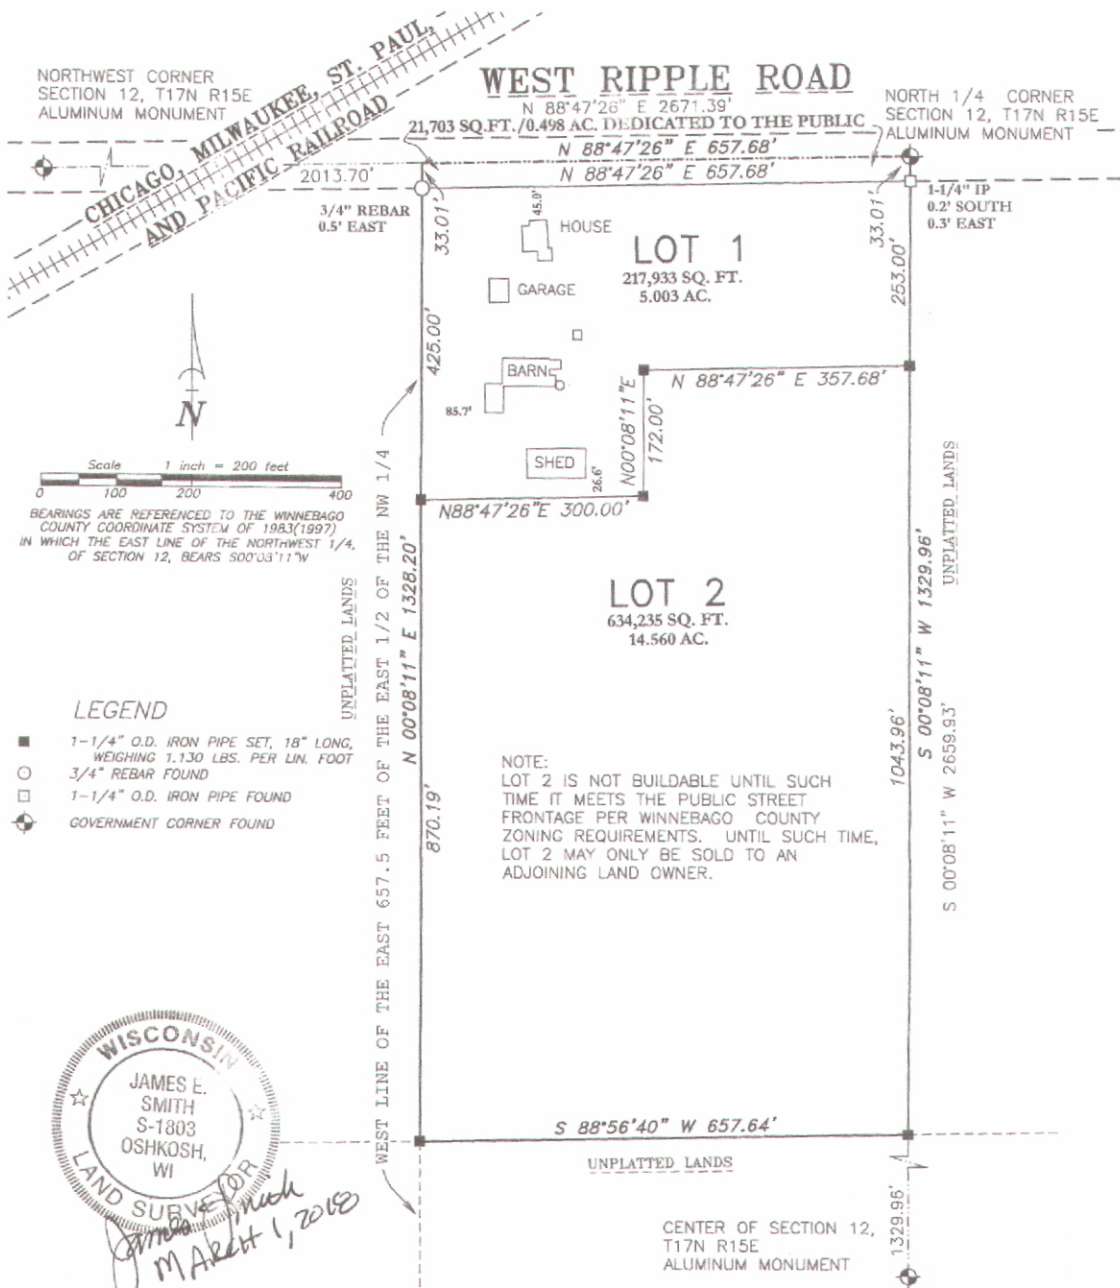 NORTHWEST CORNER
SECTION 12, T17N R15E
ALUMINUM MONUMENT
CHICAGO, MILWAUKEE, ST. PAUL,
AND PACIFIC RAILROAD
WEST RIPPLE ROAD
N 88°47'26" E 2671.39'
21,703 SQ.FT./0.498 AC. DEDICATED TO THE PUBLIC
NORTH 1/4 CORNER
SECTION 12, T17N R15E
ALUMINUM MONUMENT
N 88°47'26" E 657.68'
N 88°47'26" E 657.68'
2013.70'
3/4" REBAR
0.5' EAST
33.01'
45.0'
HOUSE
LOT 1
217,933 SQ. FT.
5.003 AC.
33.01'
1-1/4" IP
0.2' SOUTH
0.3' EAST
253.00'
GARAGE
425.00'
BARN
85.7'
N 88°47'26" E 357.68'
N00°08'11"E
172.00'
SHED
26.6'
N88°47'26"E 300.00'
N
Scale 1 inch = 200 feet
0 100 200 400
BEARINGS ARE REFERENCED TO THE WINNEBAGO
COUNTY COORDINATE SYSTEM OF 1983(1997)
IN WHICH THE EAST LINE OF THE NORTHWEST 1/4,
OF SECTION 12, BEARS S00°08'11"W
UNPLATTED LANDS
N 00°08'11" E 1328.20'
WEST LINE OF THE EAST 657.5 FEET OF THE EAST 1/2 OF THE NW 1/4
870.19'
LOT 2
634,235 SQ. FT.
14.560 AC.
UNPLATTED LANDS
S 00°08'11" W 1329.96'
1043.96'
S 00°08'11" W 2659.93'
LEGEND
1-1/4" O.D. IRON PIPE SET, 18" LONG,
WEIGHING 1.130 LBS. PER LIN. FOOT
3/4" REBAR FOUND
1-1/4" O.D. IRON PIPE FOUND
GOVERNMENT CORNER FOUND
NOTE:
LOT 2 IS NOT BUILDABLE UNTIL SUCH
TIME IT MEETS THE PUBLIC STREET
FRONTAGE PER WINNEBAGO COUNTY
ZONING REQUIREMENTS. UNTIL SUCH TIME,
LOT 2 MAY ONLY BE SOLD TO AN
ADJOINING LAND OWNER.
WISCONSIN
JAMES E.
SMITH
S-1803
OSHKOSH,
WI
LAND SURVEYOR
James E Smith
MARCH 1, 2018
S 88°56'40" W 657.64'
UNPLATTED LANDS
1329.96'
CENTER OF SECTION 12,
T17N R15E
ALUMINUM MONUMENT